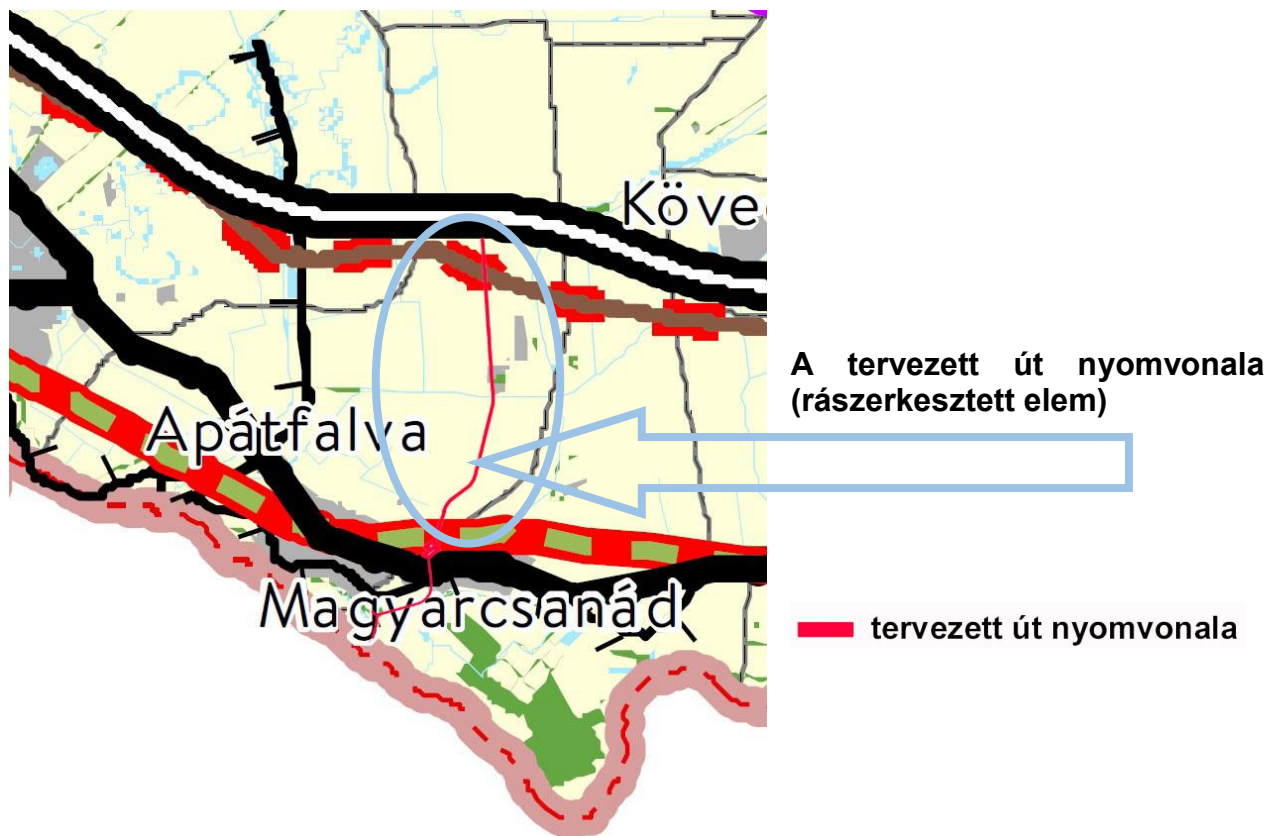 Köve
A tervezett út nyomvonala
(rászerkesztett elem)
Apátfalva
Magyarcsanád
tervezett út nyomvonala